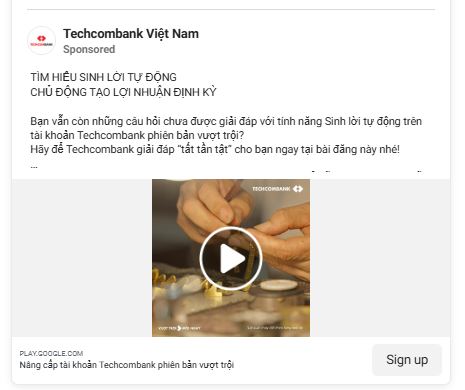 Techcombank Việt Nam
Sponsored
TÌM HIỂU SINH LỜI TỰ ĐỘNG
CHỦ ĐỘNG TẠO LỢI NHUẬN ĐỊNH KỲ
Bạn vẫn còn những câu hỏi chưa được giải đáp với tính năng Sinh lời tự động trên
tài khoản Techcombank phiên bản vượt trội?
Hãy để Techcombank giải đáp "tất tần tật" cho bạn ngay tại bài đăng này nhé!
...
TECHCOMBANK
VƯỢT TRỘI HƠN MỖI NGÀY
PLAY.GOOGLE.COM
Nâng cấp tài khoản Techcombank phiên bản vượt trội
Sign up